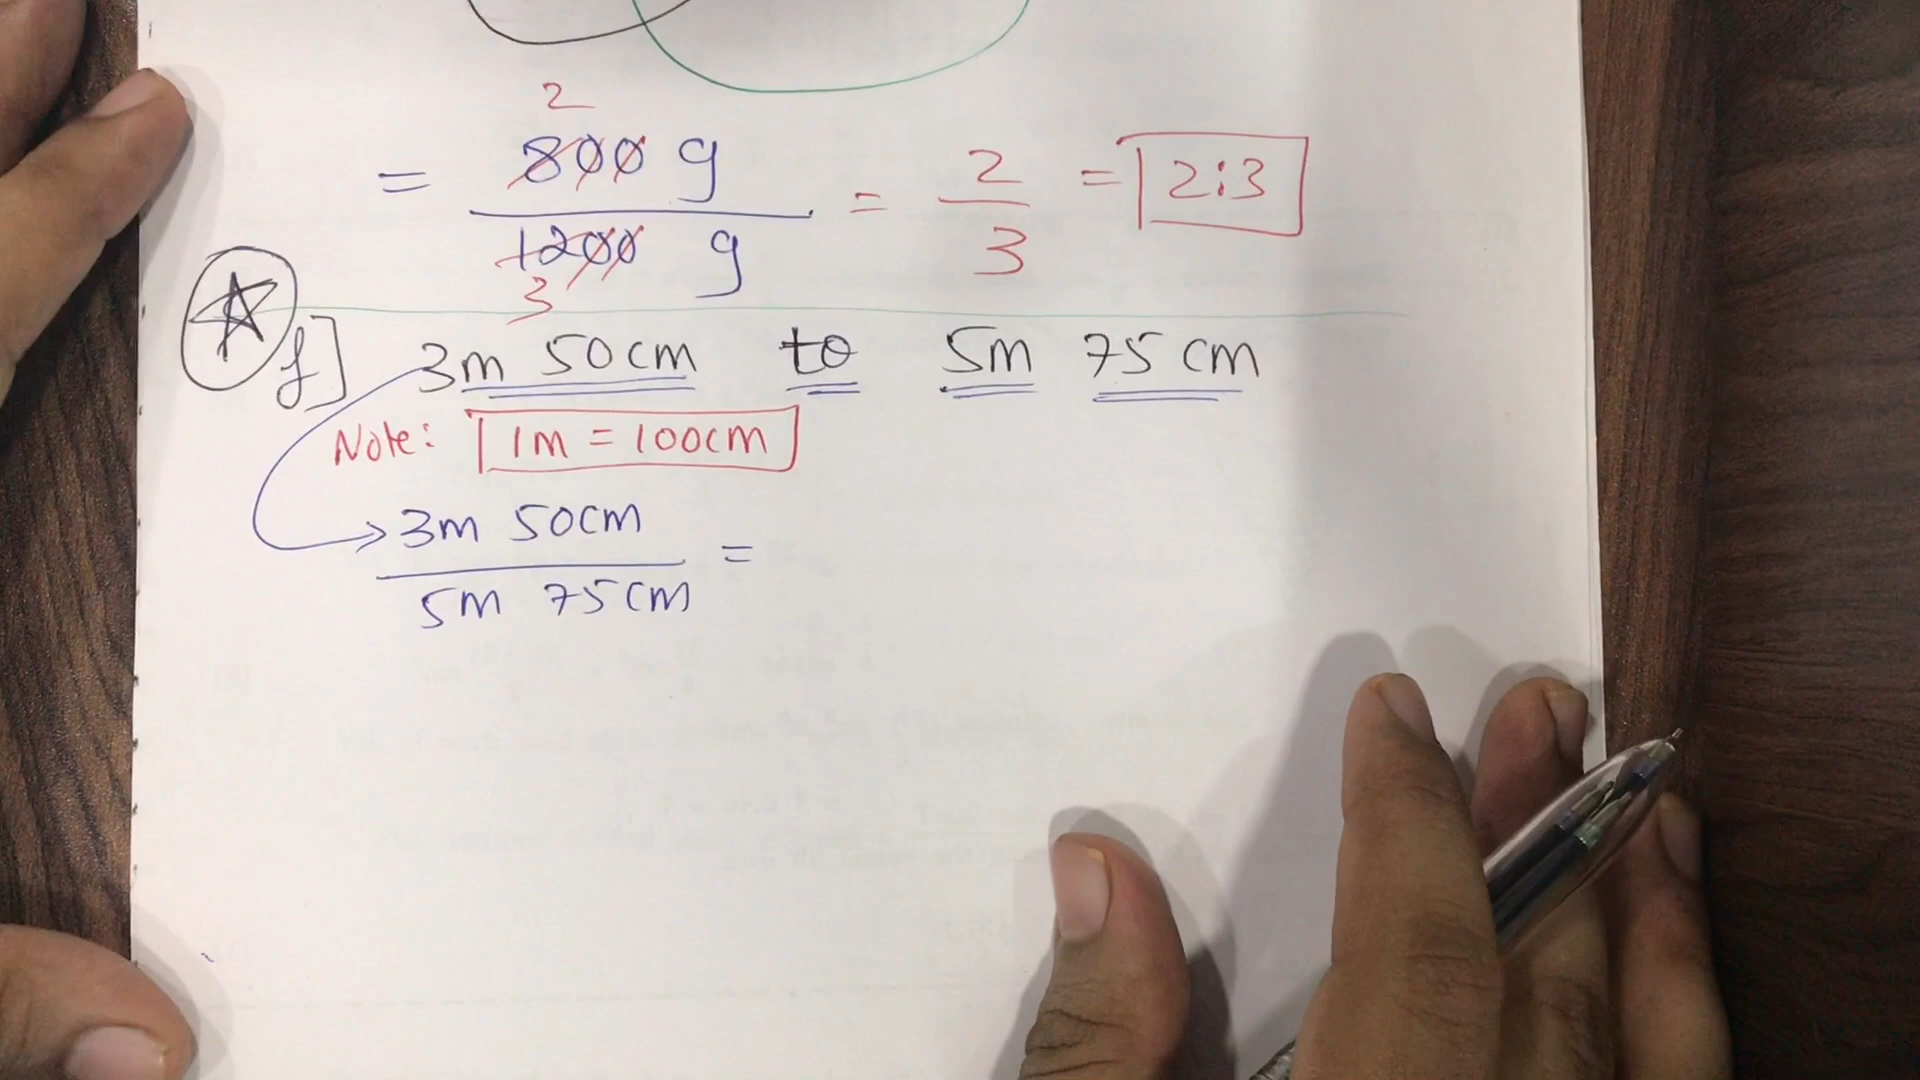 2
= 800 g / 1200 g = 2 / 3 = 2:3
3
f] 3m 50cm to 5m 75 cm
Note: 1m = 100cm
3m 50cm / 5m 75cm =